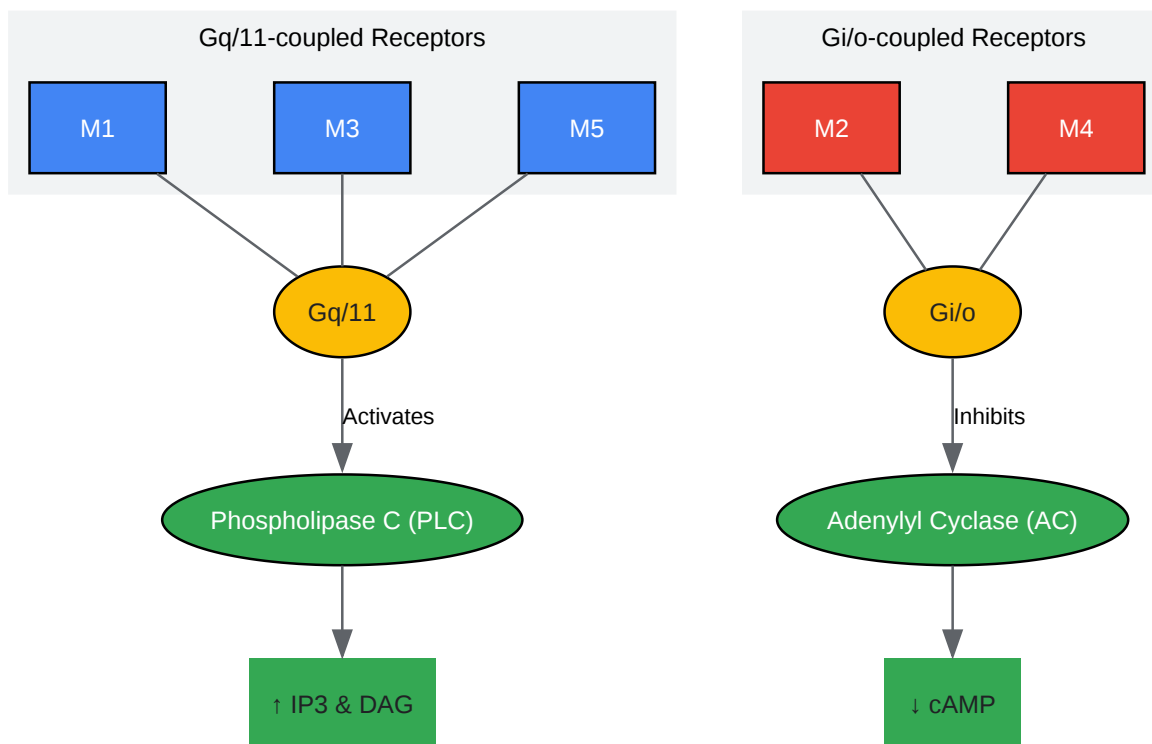 Gq/11-coupled Receptors
M1
M3
M5
Gq/11
Activates
Phospholipase C (PLC)
↑ IP3 & DAG
Gi/o-coupled Receptors
M2
M4
Gi/o
Inhibits
Adenylyl Cyclase (AC)
↓ cAMP